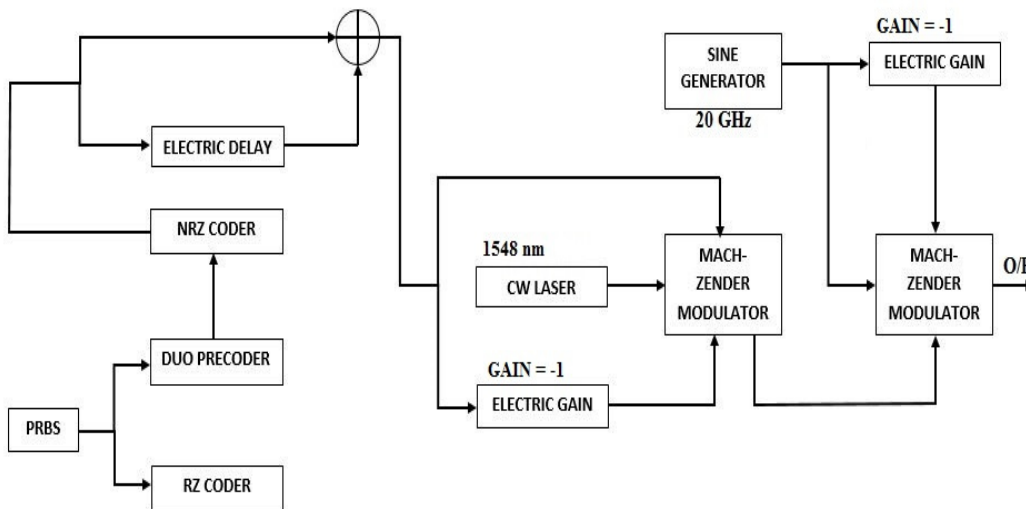 GAIN = -1
SINE
GENERATOR
20 GHz
ELECTRIC GAIN
ELECTRIC DELAY
NRZ CODER
1548 nm
CW LASER
MACH-
ZENDER
MODULATOR
MACH-
ZENDER
MODULATOR
DUO PRECODER
GAIN = -1
ELECTRIC GAIN
PRBS
RZ CODER